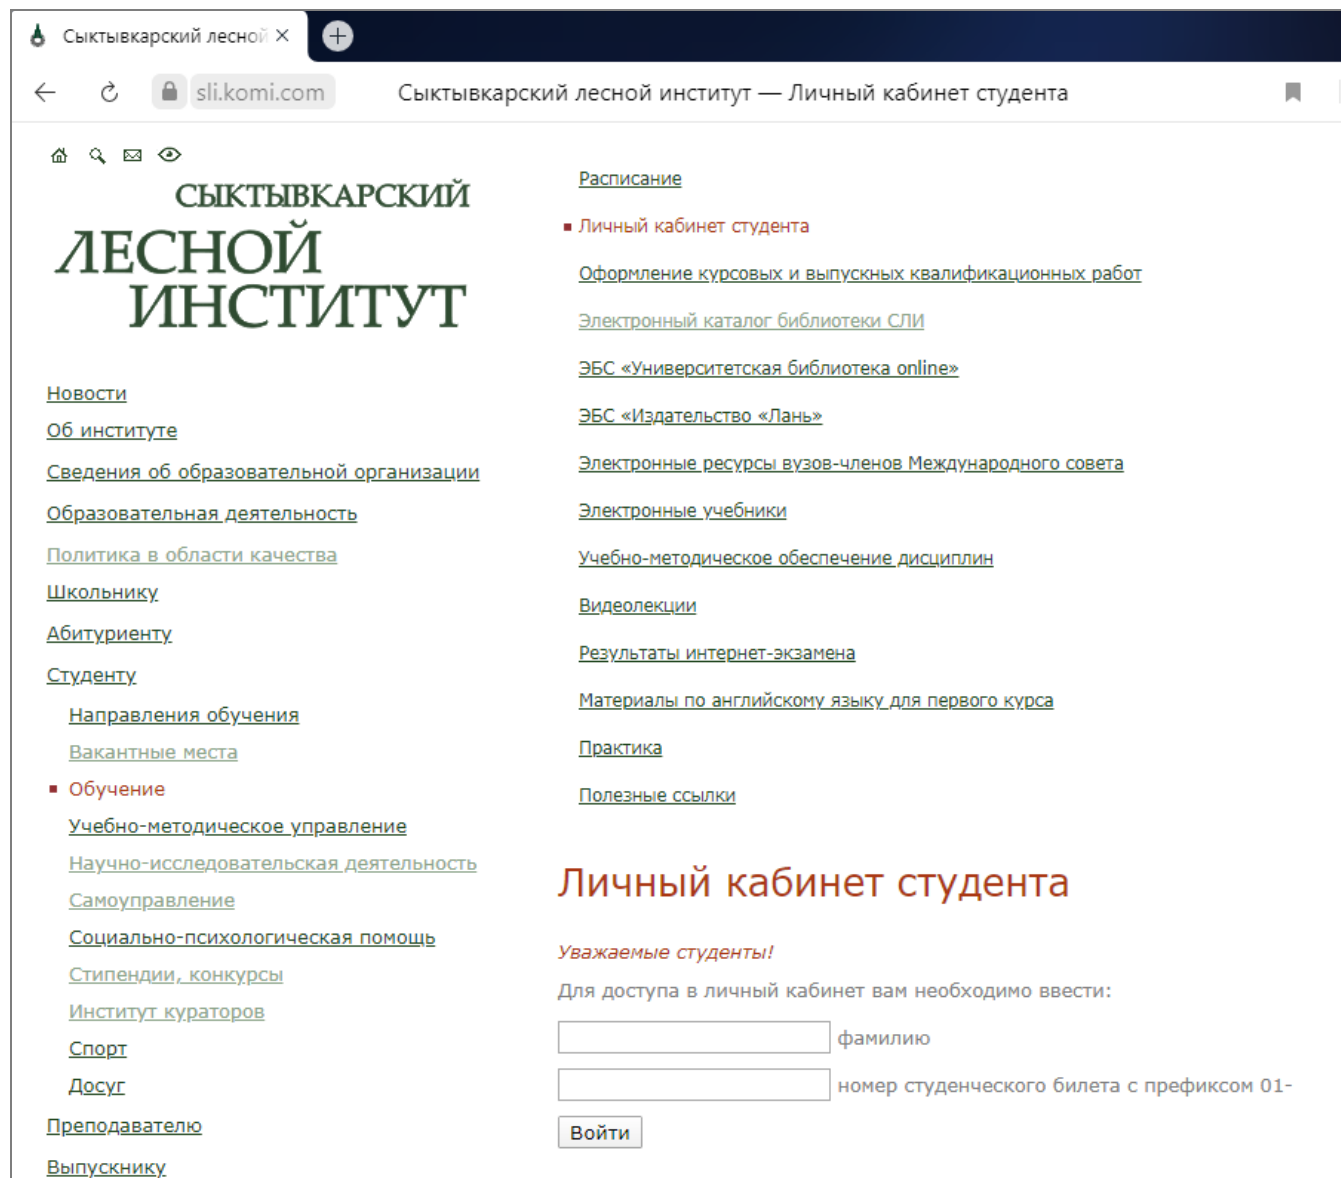 Сыктывкарский лесной
sli.komi.com
Сыктывкарский лесной институт — Личный кабинет студента
СЫКТЫВКАРСКИЙ
ЛЕСНОЙ
ИНСТИТУТ
Новости
Об институте
Сведения об образовательной организации
Образовательная деятельность
Политика в области качества
Школьнику
Абитуриенту
Студенту
Направления обучения
Вакантные места
Обучение
Учебно-методическое управление
Научно-исследовательская деятельность
Самоуправление
Социально-психологическая помощь
Стипендии, конкурсы
Институт кураторов
Спорт
Досуг
Преподавателю
Выпускнику
Расписание
Личный кабинет студента
Оформление курсовых и выпускных квалификационных работ
Электронный каталог библиотеки СЛИ
ЭБС «Университетская библиотека online»
ЭБС «Издательство «Лань»
Электронные ресурсы вузов-членов Международного совета
Электронные учебники
Учебно-методическое обеспечение дисциплин
Видеолекции
Результаты интернет-экзамена
Материалы по английскому языку для первого курса
Практика
Полезные ссылки
Личный кабинет студента
Уважаемые студенты!
Для доступа в личный кабинет вам необходимо ввести:
фамилию
номер студенческого билета с префиксом 01-
Войти